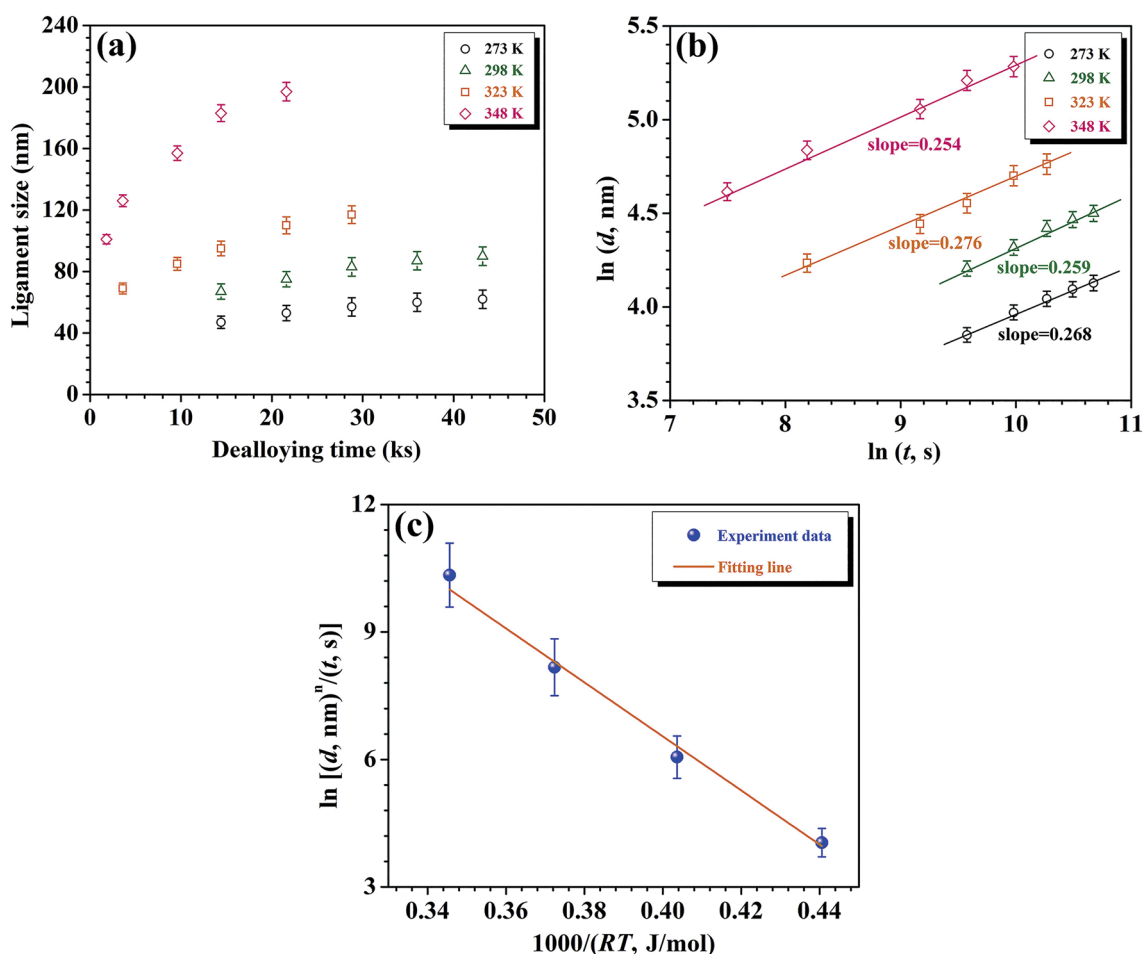 (a)
273 K
298 K
323 K
348 K
240
200
160
120
80
40
0
Ligament size (nm)
0 10 20 30 40 50
Dealloying time (ks)
(b)
273 K
298 K
323 K
348 K
5.5
5.0
4.5
4.0
3.5
ln (d, nm)
slope=0.254
slope=0.276
slope=0.259
slope=0.268
7 8 9 10 11
ln (t, s)
(c)
Experiment data
Fitting line
12
9
6
3
ln [(d, nm)ⁿ/(t, s)]
0.34 0.36 0.38 0.40 0.42 0.44
1000/(RT, J/mol)